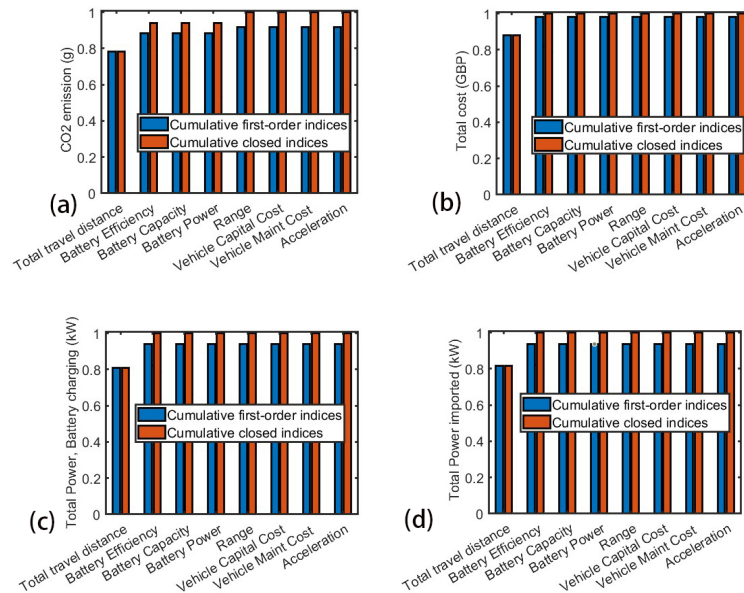 1
0.8
0.6
0.4
0.2
0
CO2 emission (g)
Cumulative first-order indices
Cumulative closed indices
(a)
Total travel distance
Battery Efficiency
Battery Capacity
Battery Power
Range
Vehicle Capital Cost
Vehicle Maint Cost
Acceleration
1
0.8
0.6
0.4
0.2
0
Total cost (GBP)
Cumulative first-order indices
Cumulative closed indices
(b)
Total travel distance
Battery Efficiency
Battery Capacity
Battery Power
Range
Vehicle Capital Cost
Vehicle Maint Cost
Acceleration
1
0.8
0.6
0.4
0.2
0
Total Power, Battery charging (kW)
Cumulative first-order indices
Cumulative closed indices
(c)
Total travel distance
Battery Efficiency
Battery Capacity
Battery Power
Range
Vehicle Capital Cost
Vehicle Maint Cost
Acceleration
1
0.8
0.6
0.4
0.2
0
Total Power imported (kW)
Cumulative first-order indices
Cumulative closed indices
(d)
Total travel distance
Battery Efficiency
Battery Capacity
Battery Power
Range
Vehicle Capital Cost
Vehicle Maint Cost
Acceleration